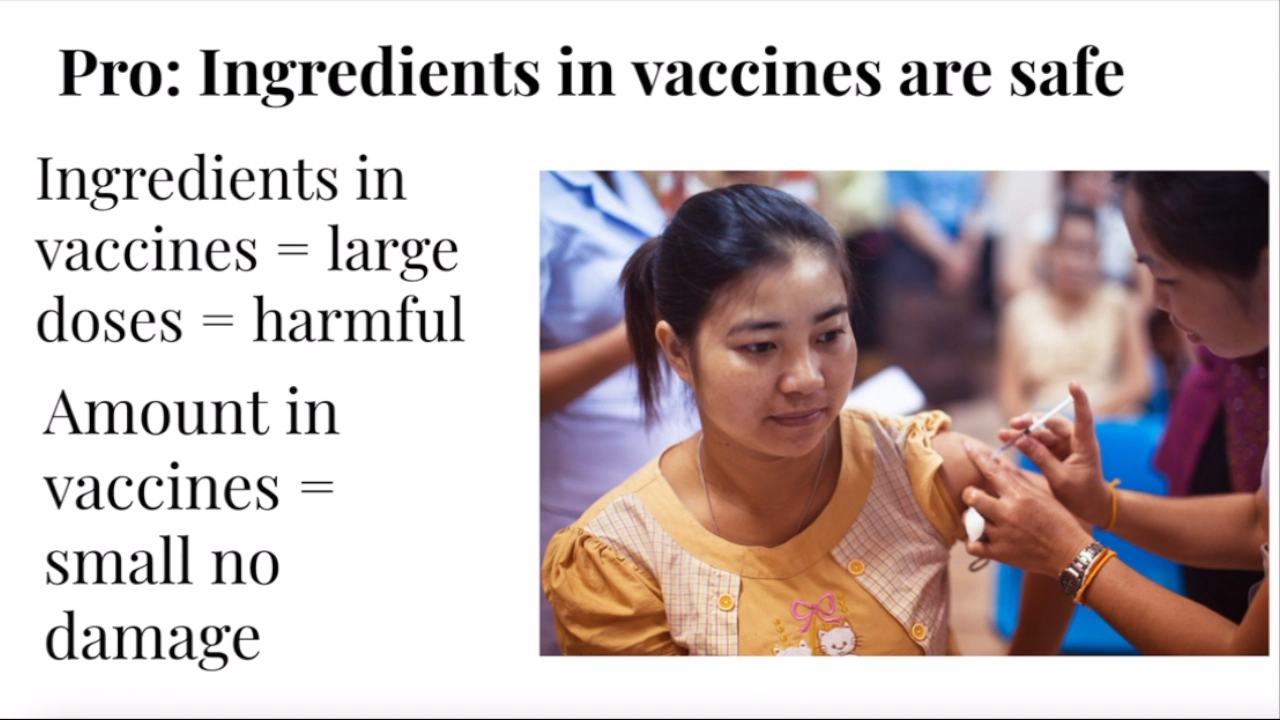 Pro: Ingredients in vaccines are safe
Ingredients in
vaccines = large
doses = harmful
Amount in
vaccines =
small no
damage